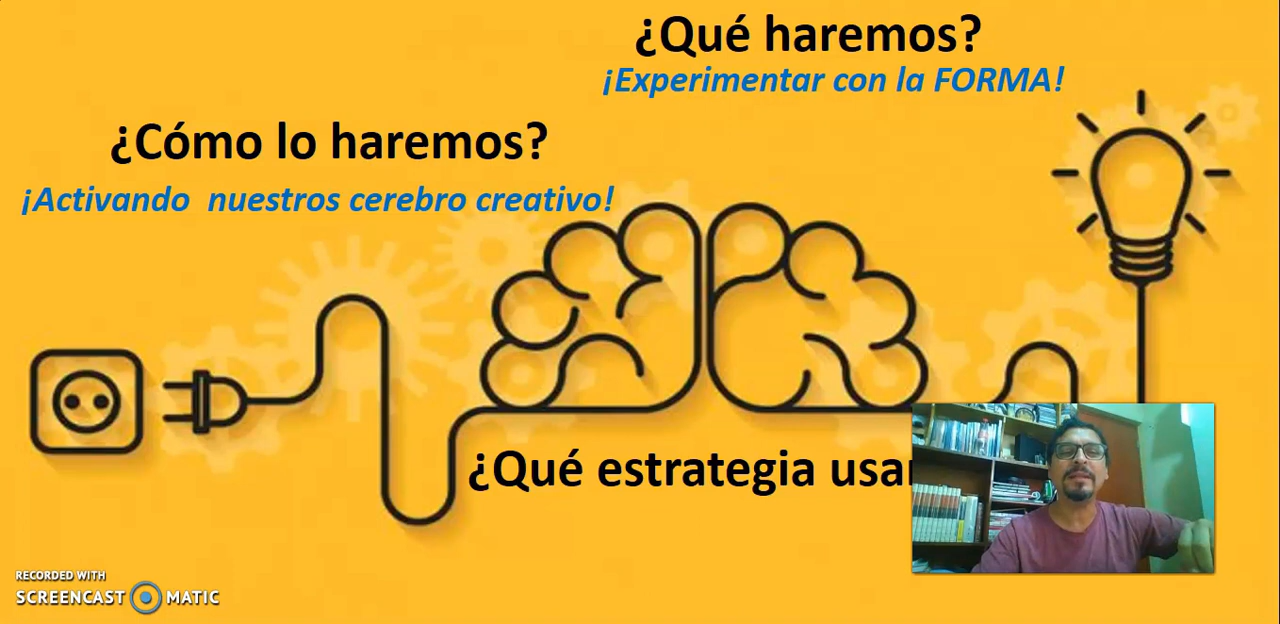 ¿Qué haremos?
¡Experimentar con la FORMA!
¿Cómo lo haremos?
¡Activando nuestros cerebro creativo!
¿Qué estrategia
RECORDED WITH
SCREENCAST MATIC